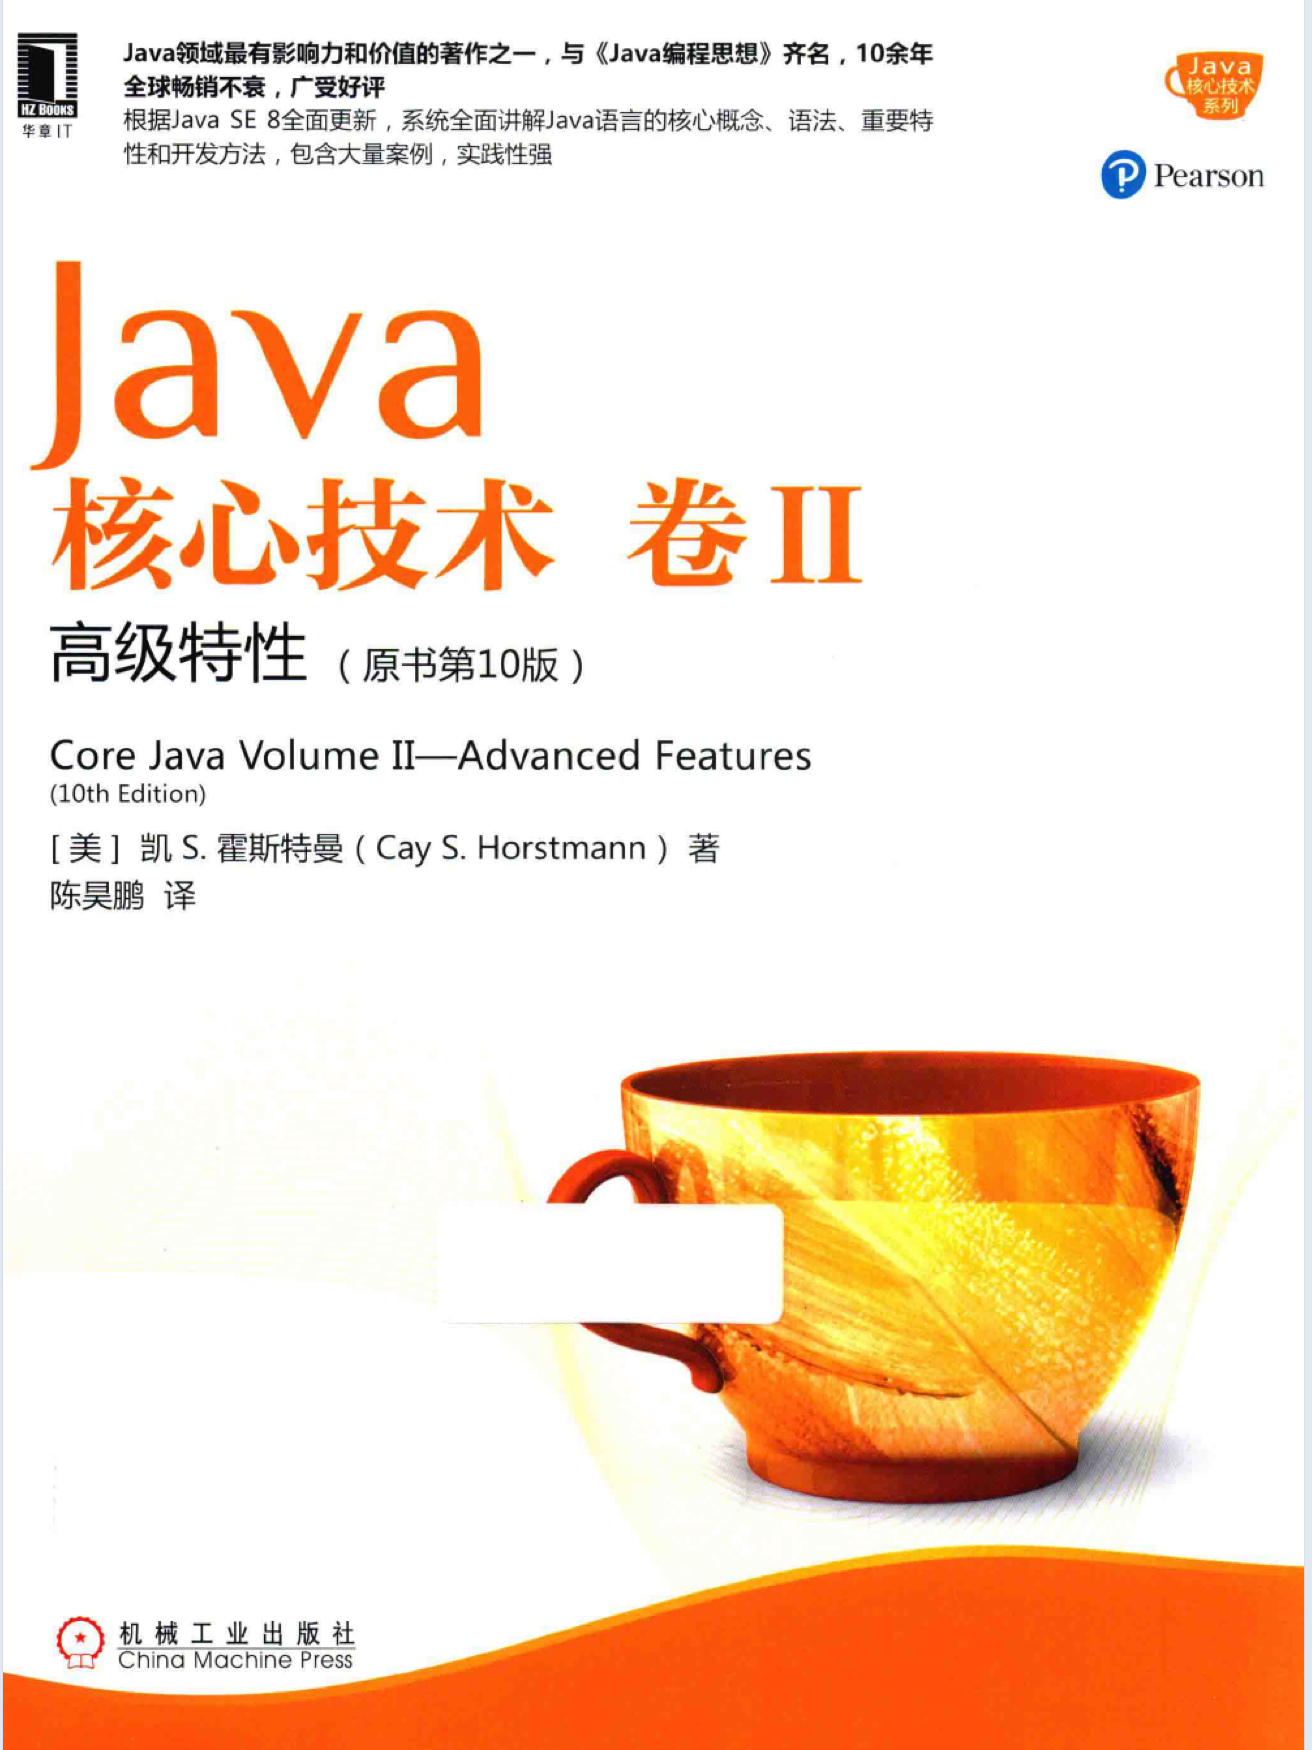 HZ BOOKS
华章IT
Java领域最有影响力和价值的著作之一，与《Java编程思想》齐名，10余年
全球畅销不衰，广受好评
根据Java SE 8全面更新，系统全面讲解Java语言的核心概念、语法、重要特
性和开发方法，包含大量案例，实践性强
Java
核心技术
系列
Pearson
Java
核心技术 卷II
高级特性（原书第10版）
Core Java Volume II—Advanced Features
(10th Edition)
[美] 凯 S. 霍斯特曼（Cay S. Horstmann）著
陈昊鹏 译
机械工业出版社
China Machine Press